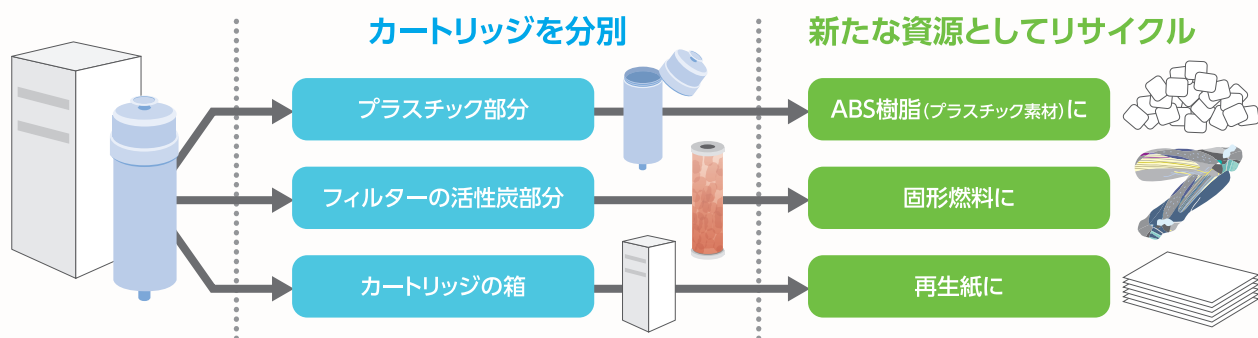 カートリッジを分別
新たな資源としてリサイクル
プラスチック部分
ABS樹脂(プラスチック素材)に
フィルターの活性炭部分
固形燃料に
カートリッジの箱
再生紙に